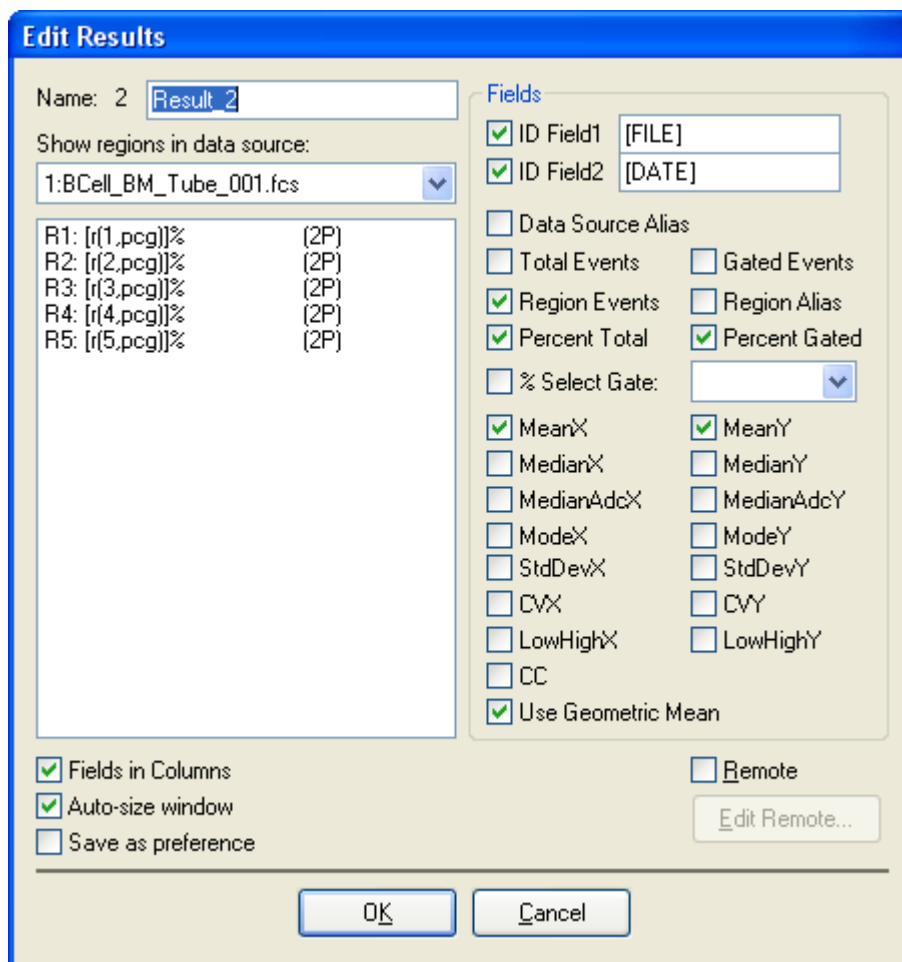 Edit Results
Name: 2 Result_2
Show regions in data source:
1:BCell_BM_Tube_001.fcs
R1: [r(1,pcg)]% (2P)
R2: [r(2,pcg)]% (2P)
R3: [r(3,pcg)]% (2P)
R4: [r(4,pcg)]% (2P)
R5: [r(5,pcg)]% (2P)
Fields
ID Field1 [FILE]
ID Field2 [DATE]
Data Source Alias
Total Events Gated Events
Region Events Region Alias
Percent Total Percent Gated
% Select Gate:
MeanX MeanY
MedianX MedianY
MedianAdcX MedianAdcY
ModeX ModeY
StdDevX StdDevY
CVX CVY
LowHighX LowHighY
CC
Use Geometric Mean
Fields in Columns
Auto-size window
Save as preference
Remote
Edit Remote...
OK Cancel